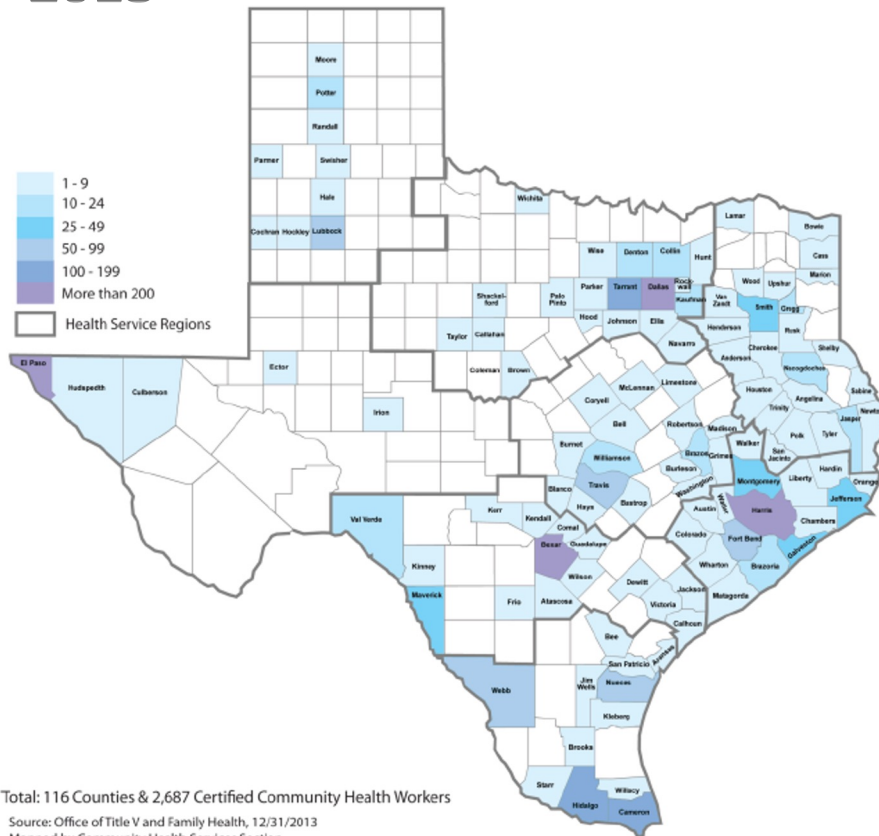 Moore
Potter
Randall
Parmer Swisher
Hale
Cochran Hockley Lubbock
1 - 9
10 - 24
25 - 49
50 - 99
100 - 199
More than 200
Health Service Regions
Wichita
Lamar
Bowie
Wise Denton Collin Hunt
Cass
Marion
Shackel-
ford
Palo
Pinto
Parker Tarrant Dallas Rock-
wall
Kaufman
Van
Zandt
Wood Upshur
Smith Gregg
Hood Johnson Ellis
Taylor Callahan
Navarro
Henderson
Rusk
Cherokee
Shelby
Anderson
Coleman Brown
Nacogdoches
El Paso
Hudspeth Culberson
Ector
Irion
McLennan Limestone
Coryell
Houston
Angelina
Sabine
Bell
Trinity
Robertson Madison
Polk Tyler
Jasper Newto
Burnet
Williamson
Brazos Grimes
Walker
San
Jacinto
Burleson
Travis
Washington
Montgomery Liberty Hardin
Orange
Blanco
Hays
Bastrop
Austin
Waller
Harris
Jefferson
Chambers
Val Verde
Kerr
Kendall
Comal
Colorado
Fort Bend
Galveston
Bexar Guadalupe
Kinney
Wilson
Wharton Brazoria
Maverick
Frio Atascosa
Dewitt
Jackson
Matagorda
Victoria
Calhoun
Bee
Aransas
San Patricio
Webb
Jim
Wells
Nueces
Kleberg
Brooks
Starr
Hidalgo
Willacy
Cameron
Total: 116 Counties & 2,687 Certified Community Health Workers
Source: Office of Title V and Family Health, 12/31/2013